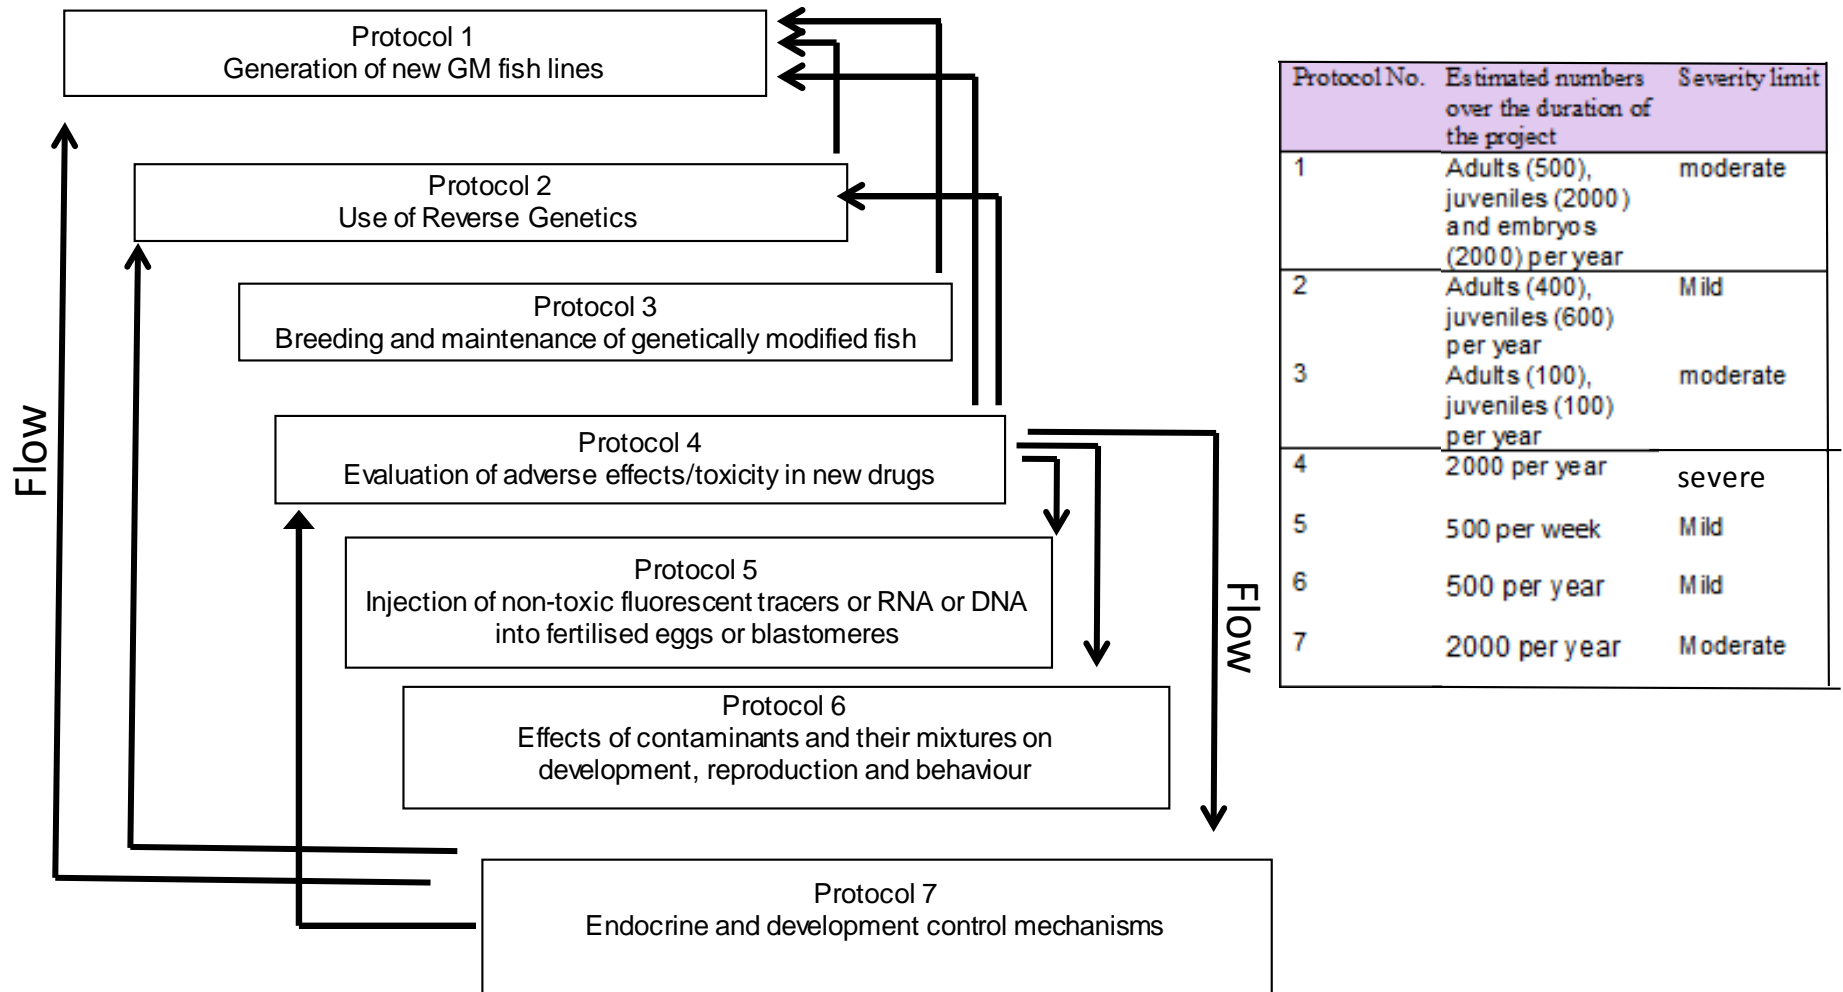 Protocol 1
Generation of new GM fish lines
Protocol 2
Use of Reverse Genetics
Protocol 3
Breeding and maintenance of genetically modified fish
Protocol 4
Evaluation of adverse effects/toxicity in new drugs
Protocol 5
Injection of non-toxic fluorescent tracers or RNA or DNA
into fertilised eggs or blastomeres
Protocol 6
Effects of contaminants and their mixtures on
development, reproduction and behaviour
Protocol 7
Endocrine and development control mechanisms
Flow
Flow
Protocol No. Estimated numbers Severity limit
over the duration of
the project
1 Adults (500), moderate
juveniles (2000)
and embryos
(2000) per year
2 Adults (400), Mild
juveniles (600)
per year
3 Adults (100), moderate
juveniles (100)
per year
4 2000 per year severe
5 500 per week Mild
6 500 per year Mild
7 2000 per year Moderate